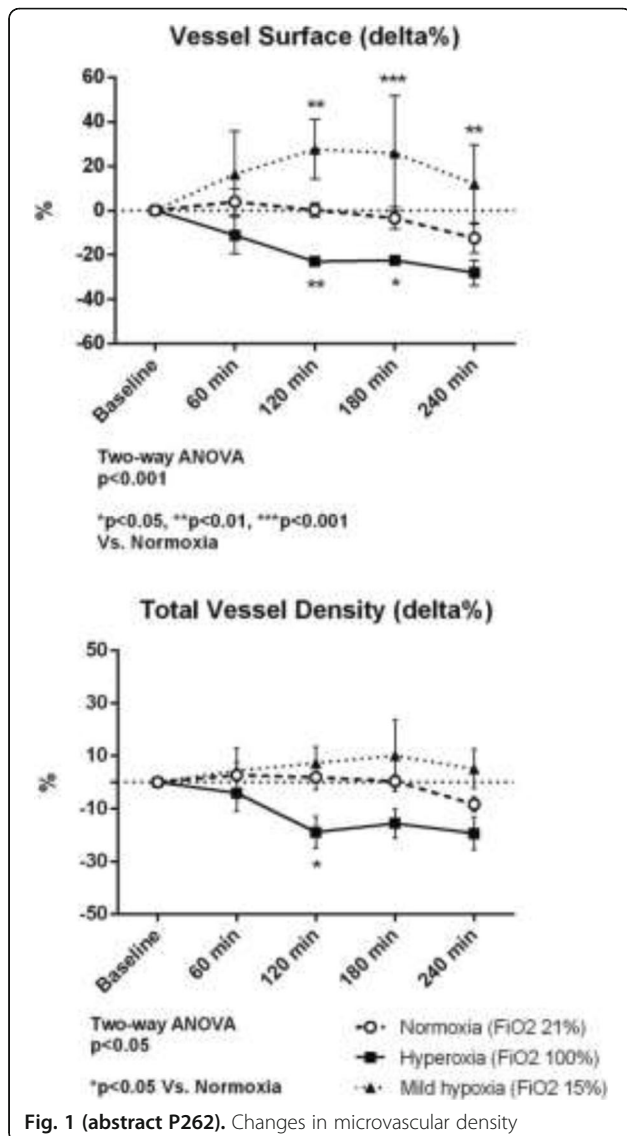 Vessel Surface (delta%)
60
**
***
40
**
20
%
0
-20
**
*
-40
-60
Baseline
60 min
120 min
180 min
240 min
Two-way ANOVA
p<0.001
*p<0.05, **p<0.01, ***p<0.001
Vs. Normoxia
Total Vessel Density (delta%)
50
30
10
%
-10
-30
*
-50
Baseline
60 min
120 min
180 min
240 min
Two-way ANOVA
p<0.05
*p<0.05 Vs. Normoxia
Normoxia (FiO2 21%)
Hyperoxia (FiO2 100%)
Mild hypoxia (FiO2 15%)
Fig. 1 (abstract P262). Changes in microvascular density